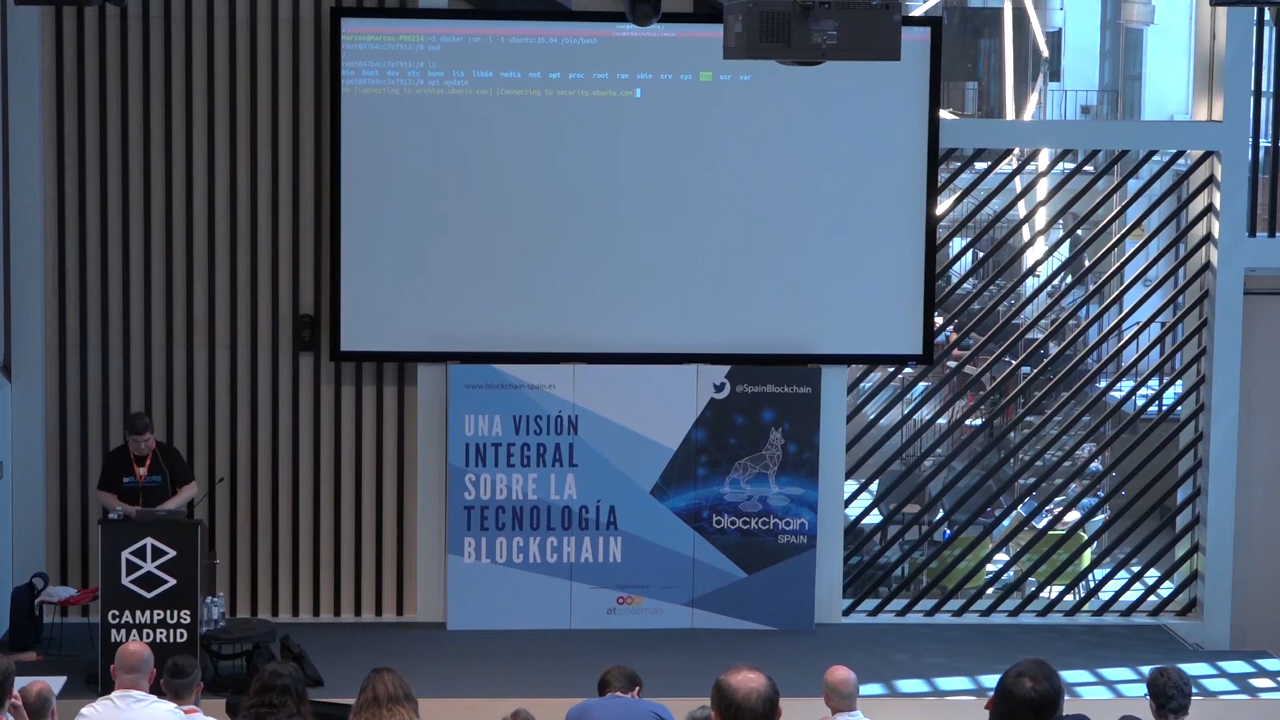 marcos@marcos-PRO234:~$ docker run -i -t ubuntu:16.04 /bin/bash
root@47b4cc7e7913:/# pwd
/
root@47b4cc7e7913:/# ls
bin boot dev etc home lib lib64 media mnt opt proc root run sbin srv sys tmp usr var
root@47b4cc7e7913:/# apt update
[Connecting to archive.ubuntu.com] [Connecting to security.ubuntu.com]
www.blockchain-spain.es
@SpainBlockchain
UNA VISIÓN
INTEGRAL
SOBRE LA
TECNOLOGÍA
BLOCKCHAIN
blockchain
SPAIN
atSistemas
CAMPUS
MADRID